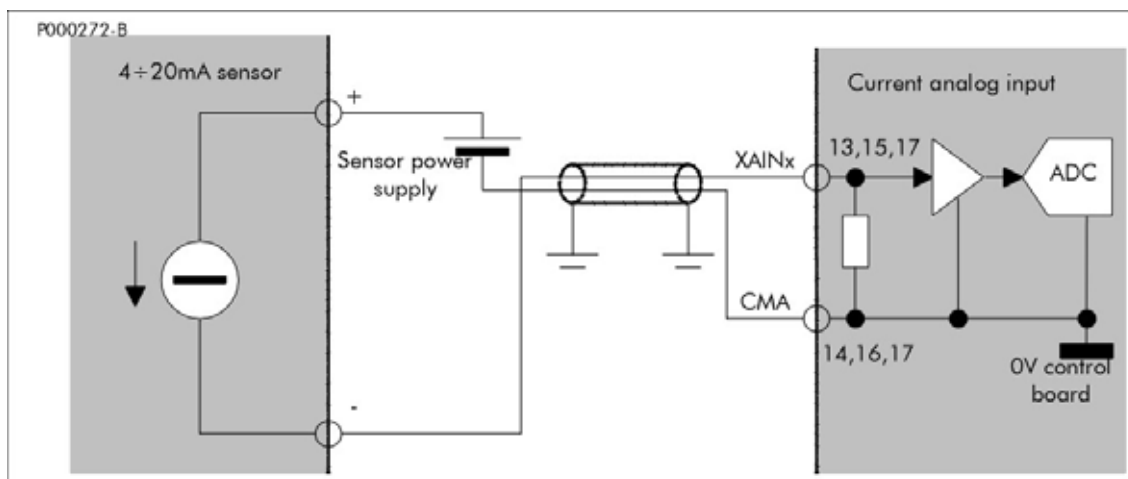 P000272-B
4÷20mA sensor
+
Sensor power
supply
-
XAINx
CMA
Current analog input
13,15,17
ADC
14,16,17
0V control
board